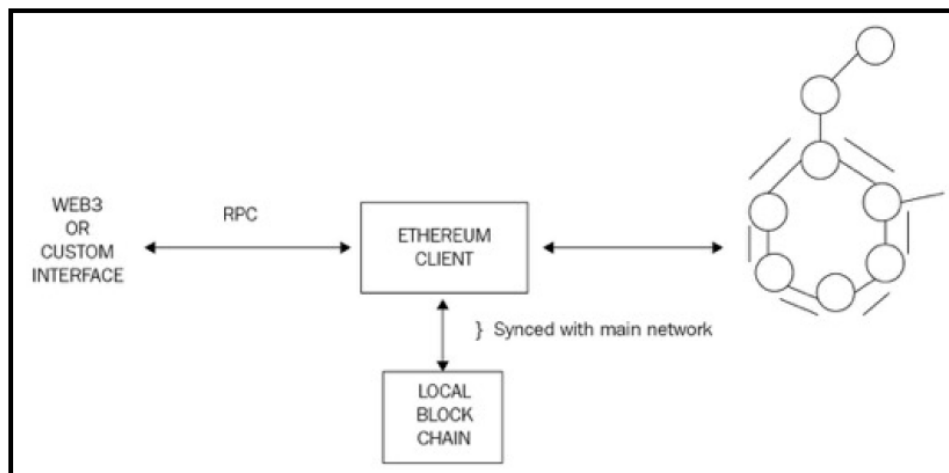 WEB3
OR
CUSTOM
INTERFACE
RPC
ETHEREUM
CLIENT
} Synced with main network
LOCAL
BLOCK
CHAIN